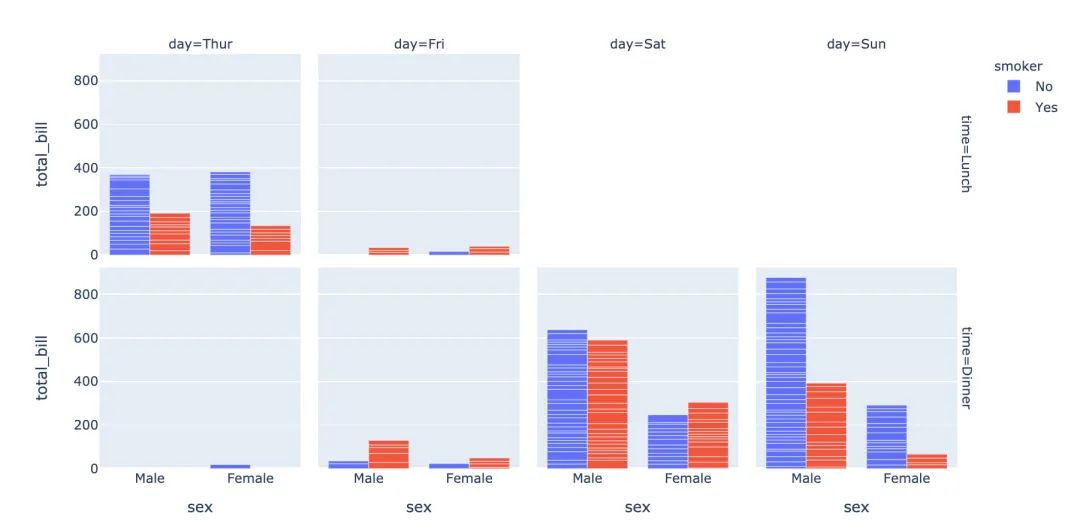 day=Thur
day=Fri
day=Sat
day=Sun
smoker
No
Yes
total_bill
800
600
400
200
0
time=Lunch
total_bill
800
600
400
200
0
time=Dinner
Male
Female
Male
Female
Male
Female
Male
Female
sex
sex
sex
sex